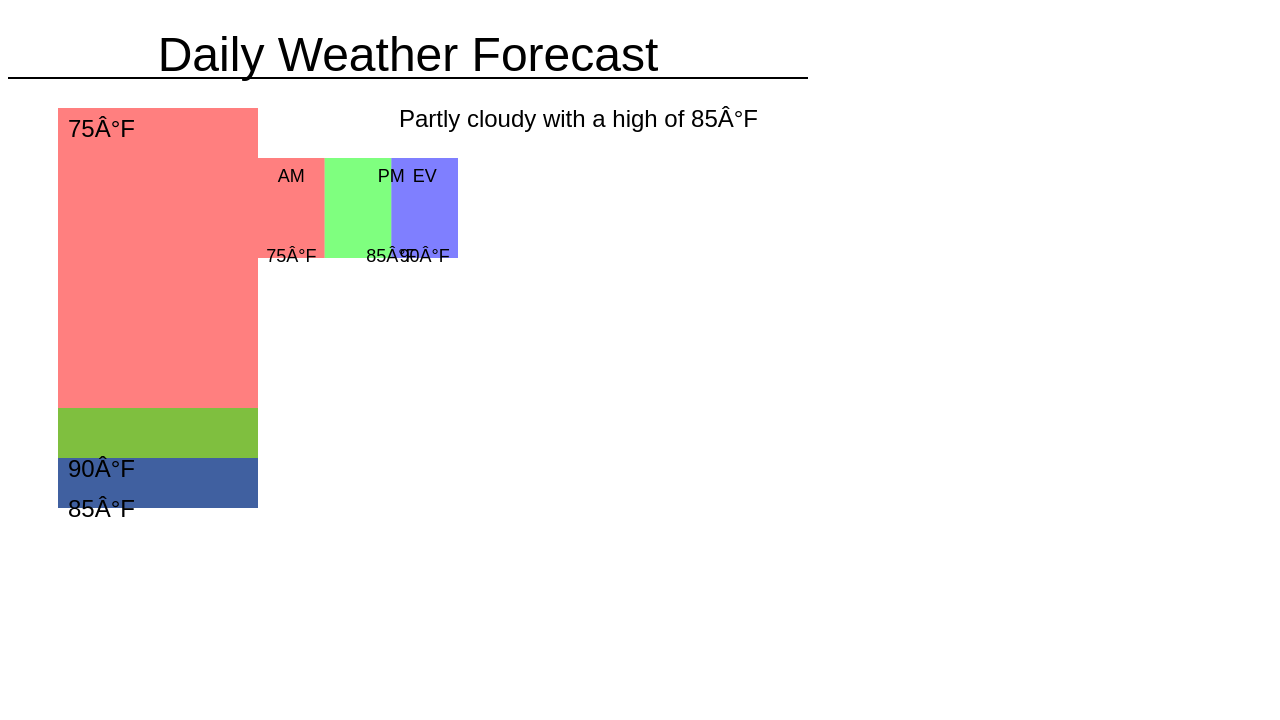 Daily Weather Forecast
Partly cloudy with a high of 85Â°F
75Â°F
AM
PM
EV
75Â°F
85Â°F
90Â°F
90Â°F
85Â°F